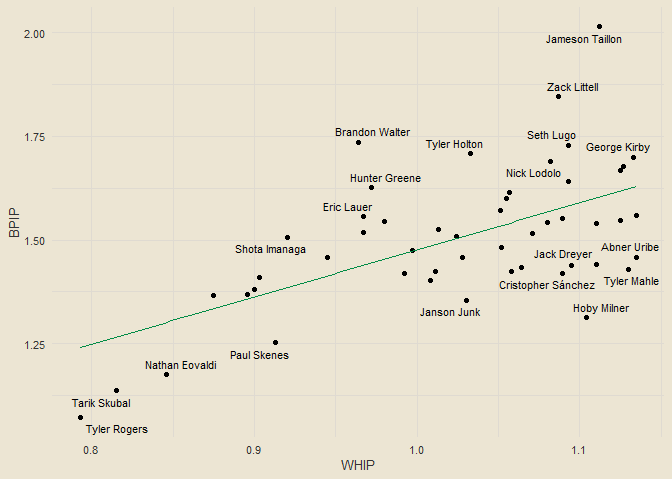 2.00
Jameson Taillon
Zack Littell
1.75
Brandon Walter
Seth Lugo
Tyler Holton
George Kirby
Nick Lodolo
Hunter Greene
Eric Lauer
BPIP
1.50
Shota Imanaga
Abner Uribe
Jack Dreyer
Cristopher Sánchez
Tyler Mahle
Janson Junk
Hoby Milner
1.25
Paul Skenes
Nathan Eovaldi
Tarik Skubal
Tyler Rogers
0.8 0.9 1.0 1.1
WHIP